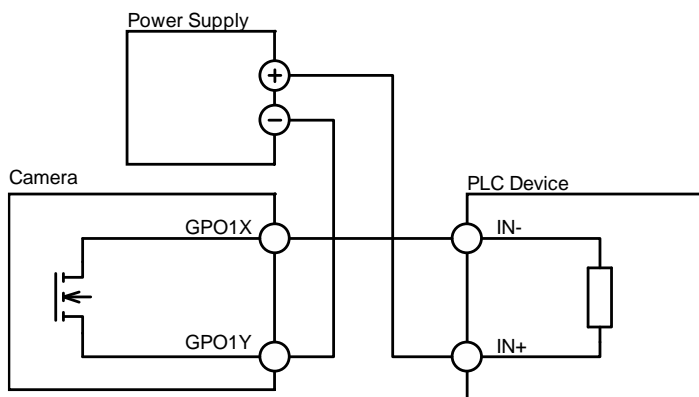 Power Supply
+
−
Camera
PLC Device
GPO1X
IN-
GPO1Y
IN+